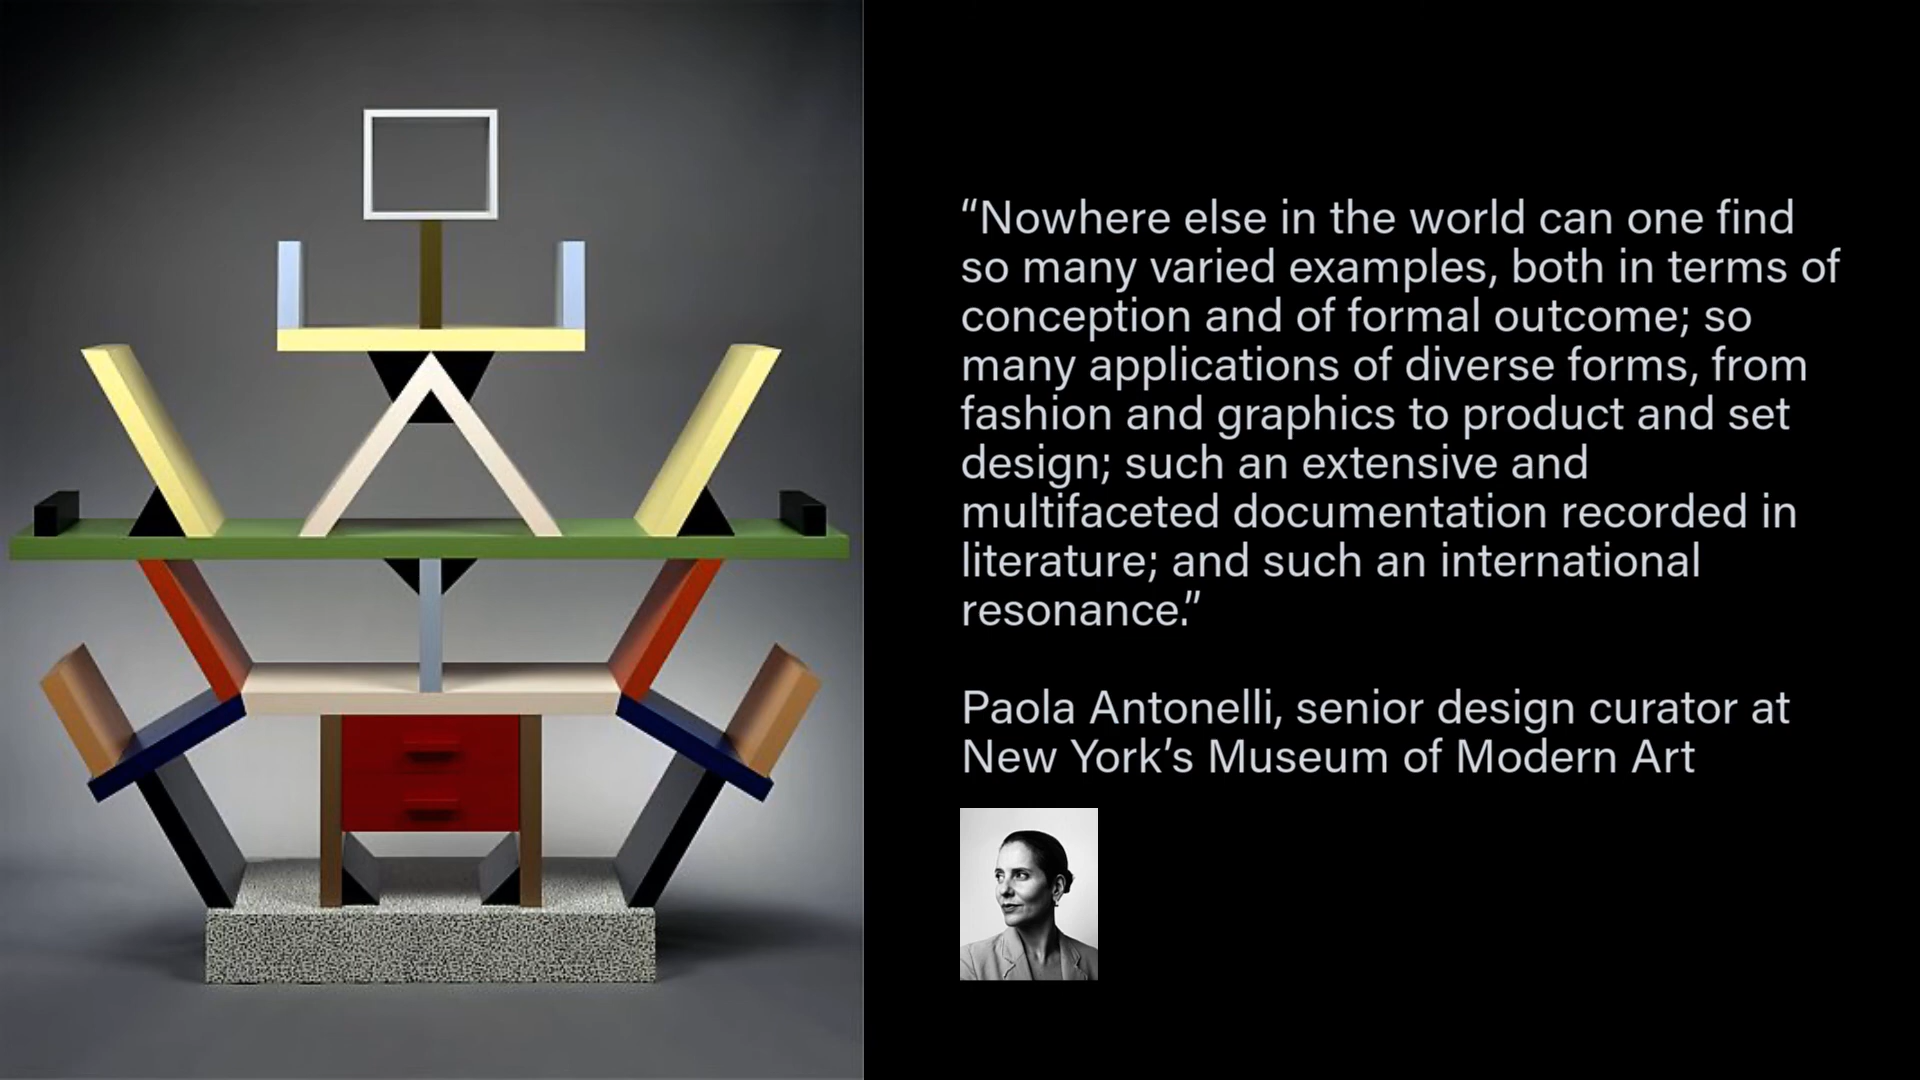 “Nowhere else in the world can one find
so many varied examples, both in terms of
conception and of formal outcome; so
many applications of diverse forms, from
fashion and graphics to product and set
design; such an extensive and
multifaceted documentation recorded in
literature; and such an international
resonance.”
Paola Antonelli, senior design curator at
New York’s Museum of Modern Art